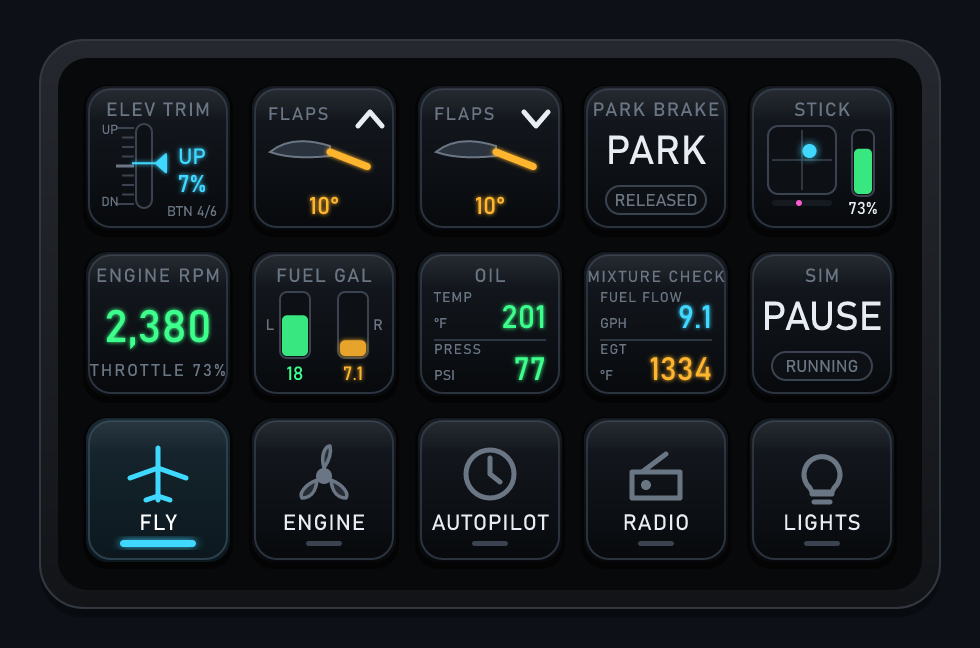 ELEV TRIM
UP
UP
7%
DN
BTN 4/6
FLAPS
10°
FLAPS
10°
PARK BRAKE
PARK
RELEASED
STICK
73%
ENGINE RPM
2,380
THROTTLE 73%
FUEL GAL
L R
18 7.1
OIL
TEMP
°F 201
PRESS
PSI 77
MIXTURE CHECK
FUEL FLOW
GPH 9.1
EGT
°F 1334
SIM
PAUSE
RUNNING
FLY
ENGINE
AUTOPILOT
RADIO
LIGHTS